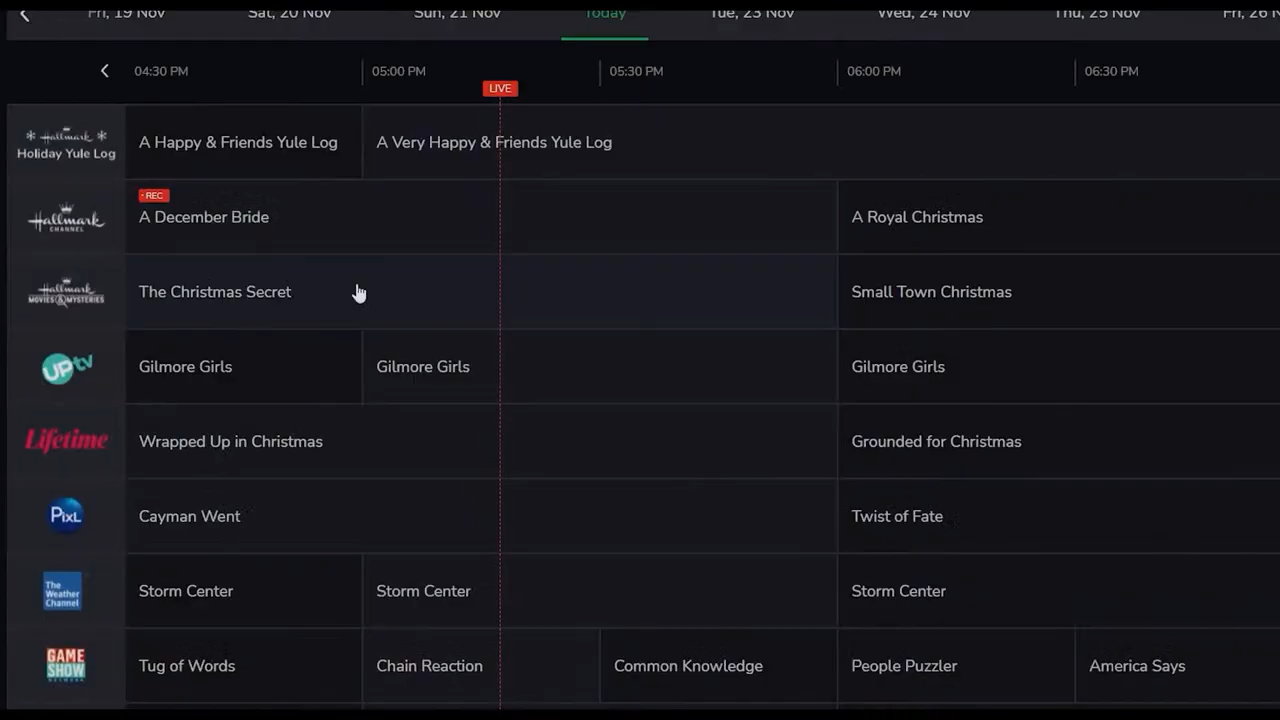 Fri, 19 Nov Sat, 20 Nov Sun, 21 Nov Today Tue, 23 Nov Wed, 24 Nov Thu, 25 Nov Fri, 26 N
04:30 PM 05:00 PM 05:30 PM 06:00 PM 06:30 PM
LIVE
Hallmark
Holiday Yule Log
A Happy & Friends Yule Log A Very Happy & Friends Yule Log
REC
Hallmark
CHANNEL
A December Bride A Royal Christmas
Hallmark
MOVIES & MYSTERIES
The Christmas Secret Small Town Christmas
UPtv
Gilmore Girls Gilmore Girls Gilmore Girls
Lifetime
Wrapped Up in Christmas Grounded for Christmas
PixL
Cayman Went Twist of Fate
The
Weather
Channel
Storm Center Storm Center Storm Center
GAME
SHOW
NETWORK
Tug of Words Chain Reaction Common Knowledge People Puzzler America Says